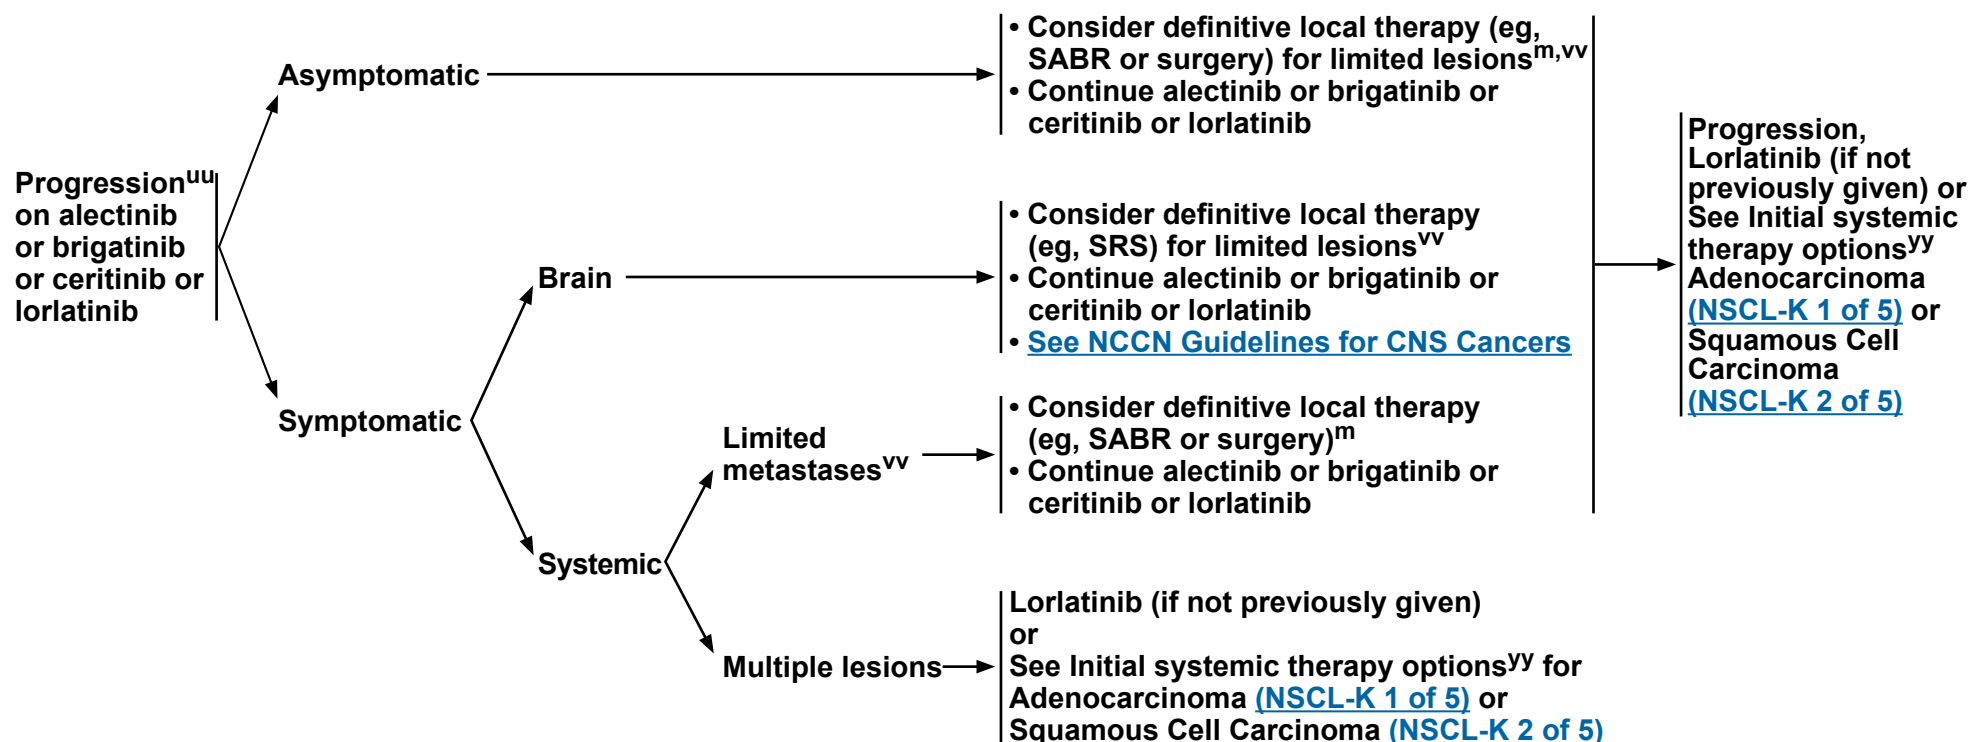 Progressionuu
on alectinib
or brigatinib
or ceritinib or
lorlatinib
Asymptomatic
• Consider definitive local therapy (eg,
SABR or surgery) for limited lesionsm,vv
• Continue alectinib or brigatinib or
ceritinib or lorlatinib
Symptomatic
Brain
• Consider definitive local therapy
(eg, SRS) for limited lesionsvv
• Continue alectinib or brigatinib or
ceritinib or lorlatinib
• See NCCN Guidelines for CNS Cancers
Systemic
Limited
metastasesvv
• Consider definitive local therapy
(eg, SABR or surgery)m
• Continue alectinib or brigatinib or
ceritinib or lorlatinib
Multiple lesions
Lorlatinib (if not previously given)
or
See Initial systemic therapy optionsyy for
Adenocarcinoma (NSCL-K 1 of 5) or
Squamous Cell Carcinoma (NSCL-K 2 of 5)
Progression,
Lorlatinib (if not
previously given) or
See Initial systemic
therapy optionsyy
Adenocarcinoma
(NSCL-K 1 of 5) or
Squamous Cell
Carcinoma
(NSCL-K 2 of 5)